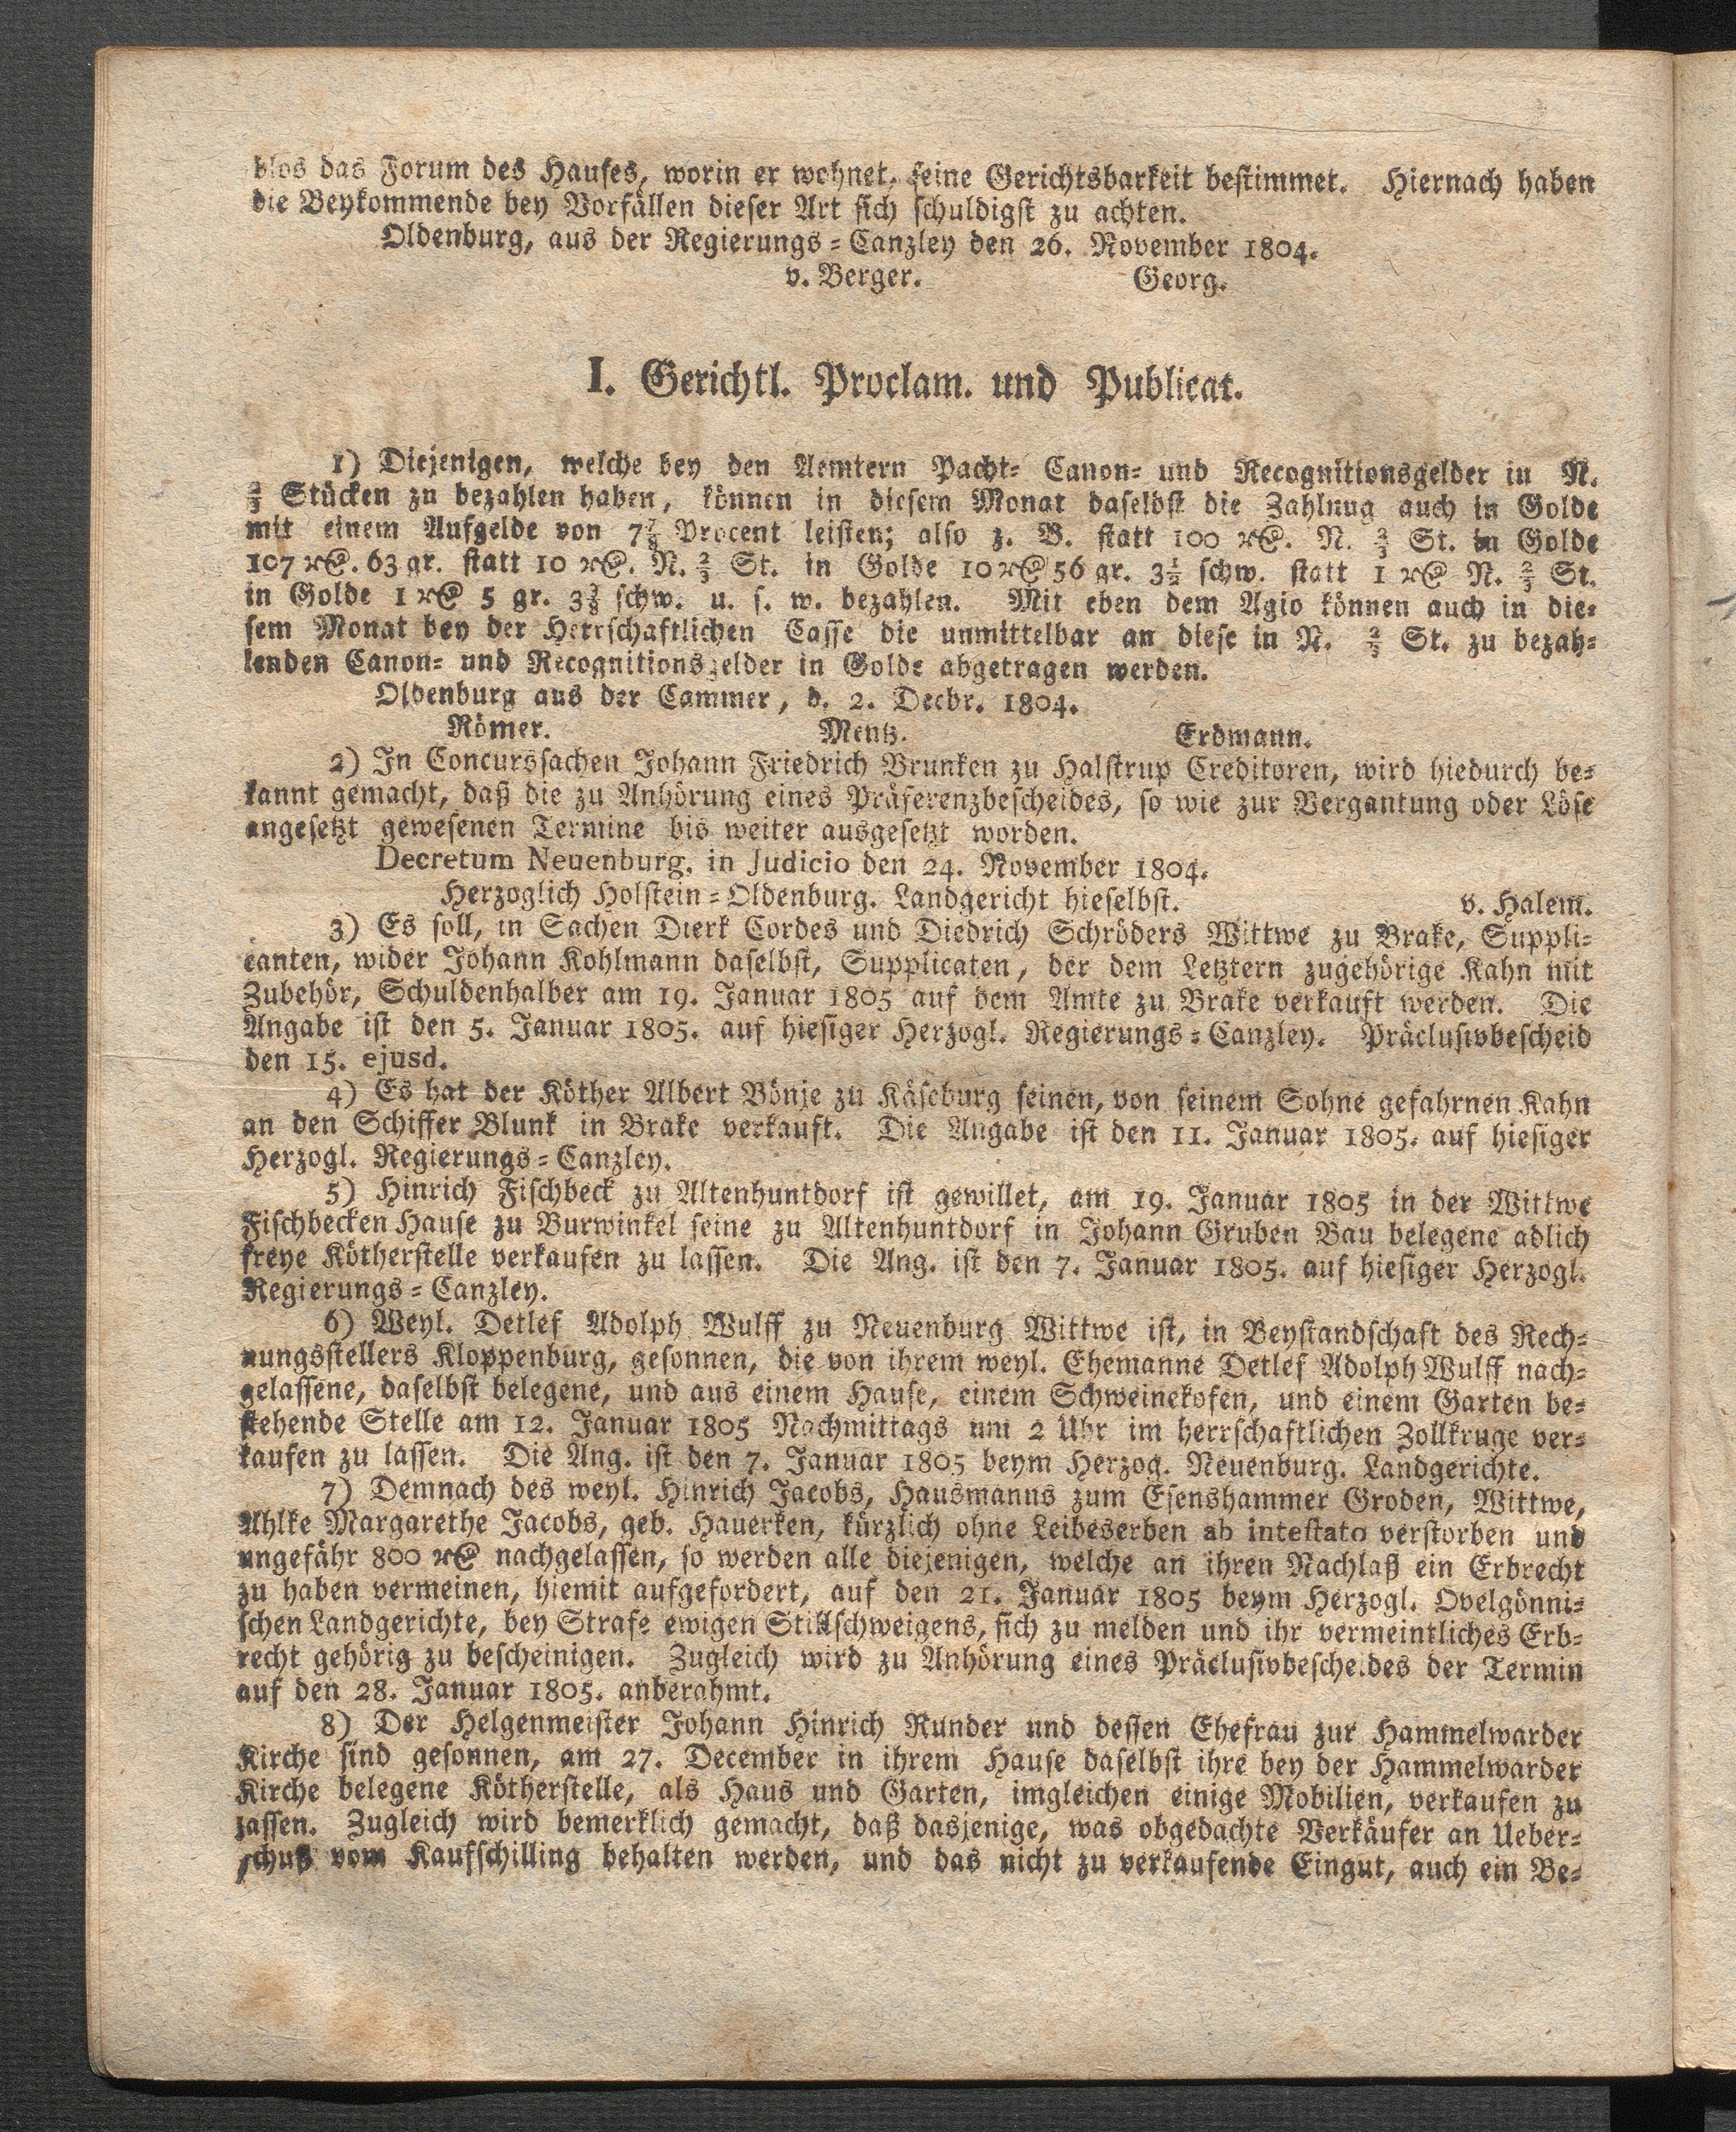 blos das Forum des Hauses, worin er wohnet, seine Gerichtsbarkeit bestimmet. Hiernach haben
die Beykommende bey Vorfällen dieser Art sich schuldigst zu achten.
Oldenburg, aus der Regierungs-Canzley den 26. November 1804.
v. Berger. Georg.
I. Gerichtl. Proclam. und Publicat.
1) Diejenigen, welche bey den Aemtern Pacht- Canon- und Recognitionsgelder in N.
⅔ Stücken zu bezahlen haben, können in diesem Monat daselbst die Zahlnug auch in Golde
mit einem Aufgelde von 7⅞ Procent leisten; also z. B. statt 100 rthl. N. ⅔ St. in Golde
107 rthl. 63 gr. statt 10 rthl. N. ⅔ St. in Golde 10 rthl 56 gr. 3½ schw. statt 1 rthl N. ⅔ St.
in Golde 1 rthl 5 gr. 3⅜ schw. u. s. w. bezahlen. Mit eben dem Agio können auch in die-
sem Monat bey der Herrschaftlichen Casse die unmittelbar an diese in N. ⅔ St. zu bezah-
lenden Canon- und Recognitionsgelder in Golde abgetragen werden.
Oldenburg aus der Cammer, d. 2. Decbr. 1804.
Römer. Mentz. Erdmann.
2) In Concurssachen Johann Friedrich Brunken zu Halstrup Creditoren, wird hiedurch be-
kannt gemacht, daß die zu Anhörung eines Präferenzbescheides, so wie zur Vergantung oder Löse
angesetzt gewesenen Termine bis weiter ausgesetzt worden.
Decretum Neuenburg, in Judicio den 24. November 1804.
Herzoglich Holstein-Oldenburg. Landgericht hieselbst. v. Halem.
3) Es soll, in Sachen Dierk Cordes und Diedrich Schröders Wittwe zu Brake, Suppli-
canten, wider Johann Kohlmann daselbst, Supplicaten, der dem Letztern zugehörige Kahn mit
Zubehör, Schuldenhalber am 19. Januar 1805 auf dem Amte zu Brake verkauft werden. Die
Angabe ist den 5. Januar 1805. auf hiesiger Herzogl. Regierungs-Canzley. Präclusivbescheid
den 15. ejusd.
4) Es hat der Köther Albert Bönje zu Käseburg seinen, von seinem Sohne gefahrnen Kahn
an den Schiffer Blunk in Brake verkauft. Die Angabe ist den 11. Januar 1805. auf hiesiger
Herzogl. Regierungs-Canzley.
5) Hinrich Fischbeck zu Altenhuntdorf ist gewillet, am 19. Januar 1805 in der Wittwe
Fischbecken Hause zu Burwinkel seine zu Altenhuntdorf in Johann Gruben Bau belegene adlich
freye Kötherstelle verkaufen zu lassen. Die Ang. ist den 7. Januar 1805. auf hiesiger Herzogl.
Regierungs-Canzley.
6) Weyl. Detlef Adolph Wulff zu Neuenburg Wittwe ist, in Beystandschaft des Rech-
nungsstellers Kloppenburg, gesonnen, die von ihrem weyl. Ehemanne Detlef Adolph Wulff nach-
gelassene, daselbst belegene, und aus einem Hause, einem Schweinekofen, und einem Garten be-
stehende Stelle am 12. Januar 1805 Nachmittags um 2 Uhr im herrschaftlichen Zollkruge ver-
kaufen zu lassen. Die Ang. ist den 7. Januar 1805 beym Herzog. Neuenburg. Landgerichte.
7) Demnach des weyl. Hinrich Jacobs, Hausmanns zum Esenshammer Groden, Wittwe,
Ahlke Margarethe Jacobs, geb. Hauerken, kürzlich ohne Leibeserben ab intestato verstorben und
ungefähr 800 rthl nachgelassen, so werden alle diejenigen, welche an ihren Nachlaß ein Erbrecht
zu haben vermeinen, hiemit aufgefordert, auf den 21. Januar 1805 beym Herzogl. Ovelgönni-
schen Landgerichte, bey Strafe ewigen Stillschweigens, sich zu melden und ihr vermeintliches Erb-
recht gehörig zu bescheinigen. Zugleich wird zu Anhörung eines Präclusivbescheides der Termin
auf den 28. Januar 1805. anberahmt.
8) Der Helgenmeister Johann Hinrich Runder und dessen Ehefrau zur Hammelwarder
Kirche sind gesonnen, am 27. December in ihrem Hause daselbst ihre bey der Hammelwarder
Kirche belegene Kötherstelle, als Haus und Garten, imgleichen einige Mobilien, verkaufen zu
zassen. Zugleich wird bemerklich gemacht, daß dasjenige, was obgedachte Verkäufer an Ueber-
schuß vom Kaufschilling behalten werden, und das nicht zu verkaufende Eingut, auch ein Be-